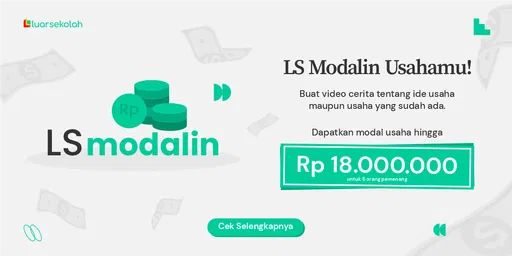 luarsekolah
LS Modalin Usahamu!
Buat video cerita tentang ide usaha
maupun usaha yang sudah ada.
Dapatkan modal usaha hingga
Rp 18.000.000
untuk 6 orang pemenang
Rp
LS modalin
Cek Selengkapnya